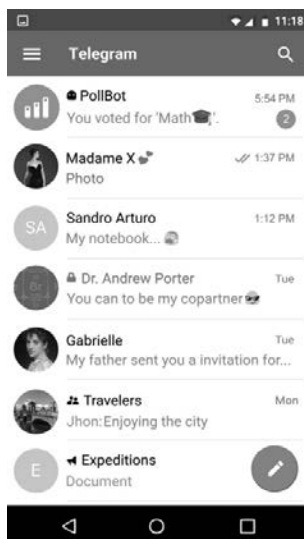 11:18
Telegram
PollBot 5:54 PM
You voted for 'Math🎓'. 2
Madame X💕 1:37 PM
Photo
SA Sandro Arturo 1:12 PM
My notebook...
Br Dr. Andrew Porter Tue
You can to be my copartner😎
Gabrielle Tue
My father sent you a invitation for...
Travelers Mon
Jhon: Enjoying the city
E Expeditions
Document